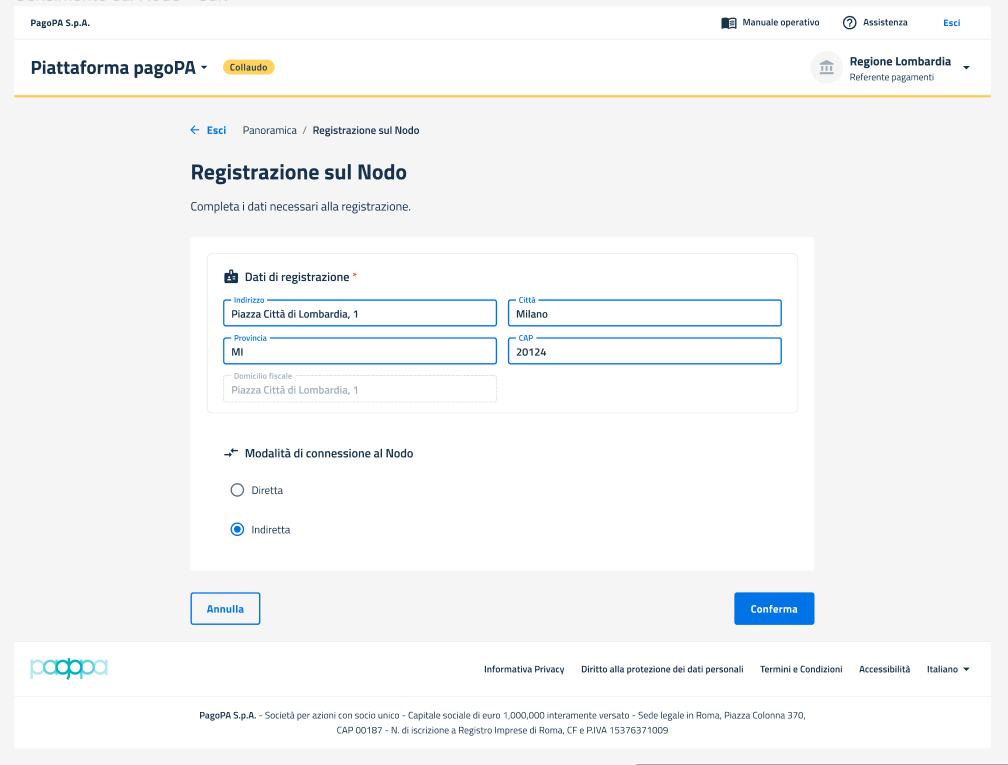 PagoPA S.p.A.
Manuale operativo
Assistenza
Esci
Piattaforma pagoPA
Collaudo
Regione Lombardia
Referente pagamenti
Esci
Panoramica / Registrazione sul Nodo
Registrazione sul Nodo
Completa i dati necessari alla registrazione.
Dati di registrazione *
Indirizzo
Piazza Città di Lombardia, 1
Città
Milano
Provincia
MI
CAP
20124
Domicilio fiscale
Piazza Città di Lombardia, 1
Modalità di connessione al Nodo
Diretta
Indiretta
Annulla
Conferma
pagopa
Informativa Privacy
Diritto alla protezione dei dati personali
Termini e Condizioni
Accessibilità
Italiano
PagoPA S.p.A. - Società per azioni con socio unico - Capitale sociale di euro 1,000,000 interamente versato - Sede legale in Roma, Piazza Colonna 370,
CAP 00187 - N. di iscrizione a Registro Imprese di Roma, CF e P.IVA 15376371009